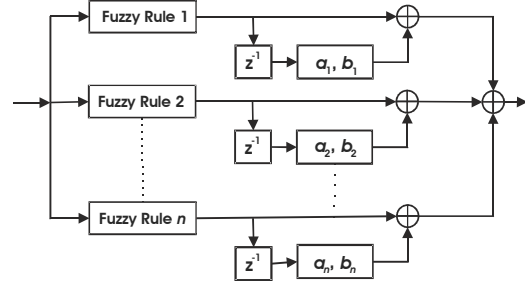 Fuzzy Rule 1
z⁻¹
a₁, b₁
Fuzzy Rule 2
z⁻¹
a₂, b₂
Fuzzy Rule n
z⁻¹
aₙ, bₙ